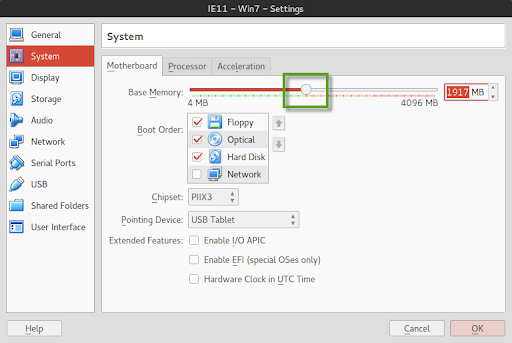 IE11 - Win7 - Settings
General
System
Display
Storage
Audio
Network
Serial Ports
USB
Shared Folders
User Interface
System
Motherboard Processor Acceleration
Base Memory: 1917 MB
4 MB 4096 MB
Boot Order: Floppy
Optical
Hard Disk
Network
Chipset: PIIX3
Pointing Device: USB Tablet
Extended Features: Enable I/O APIC
Enable EFI (special OSes only)
Hardware Clock in UTC Time
Help Cancel OK